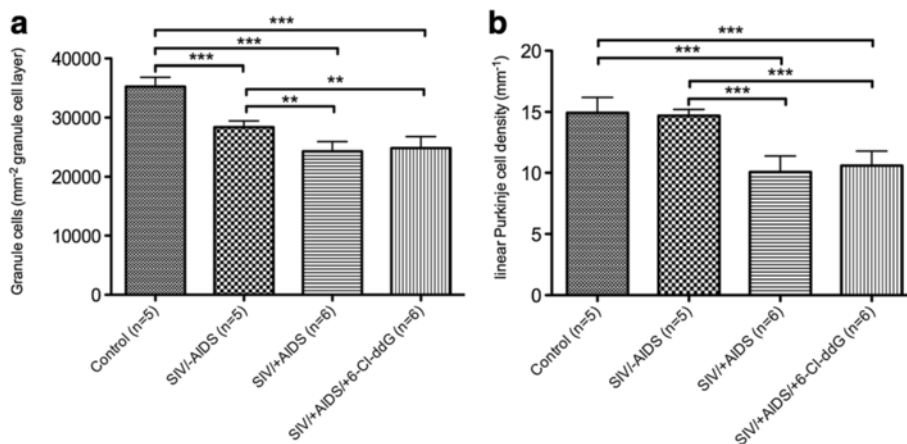 a
Granule cells (mm-2 granule cell layer)
40000
30000
20000
10000
0
***
***
***
**
**
Control (n=5)
SIV/-AIDS (n=5)
SIV/+AIDS (n=6)
SIV/+AIDS/+6-Cl-ddG (n=6)
b
linear Purkinje cell density (mm-1)
20
15
10
5
0
***
***
***
***
Control (n=5)
SIV/-AIDS (n=5)
SIV/+AIDS (n=6)
SIV/+AIDS/+6-Cl-ddG (n=6)